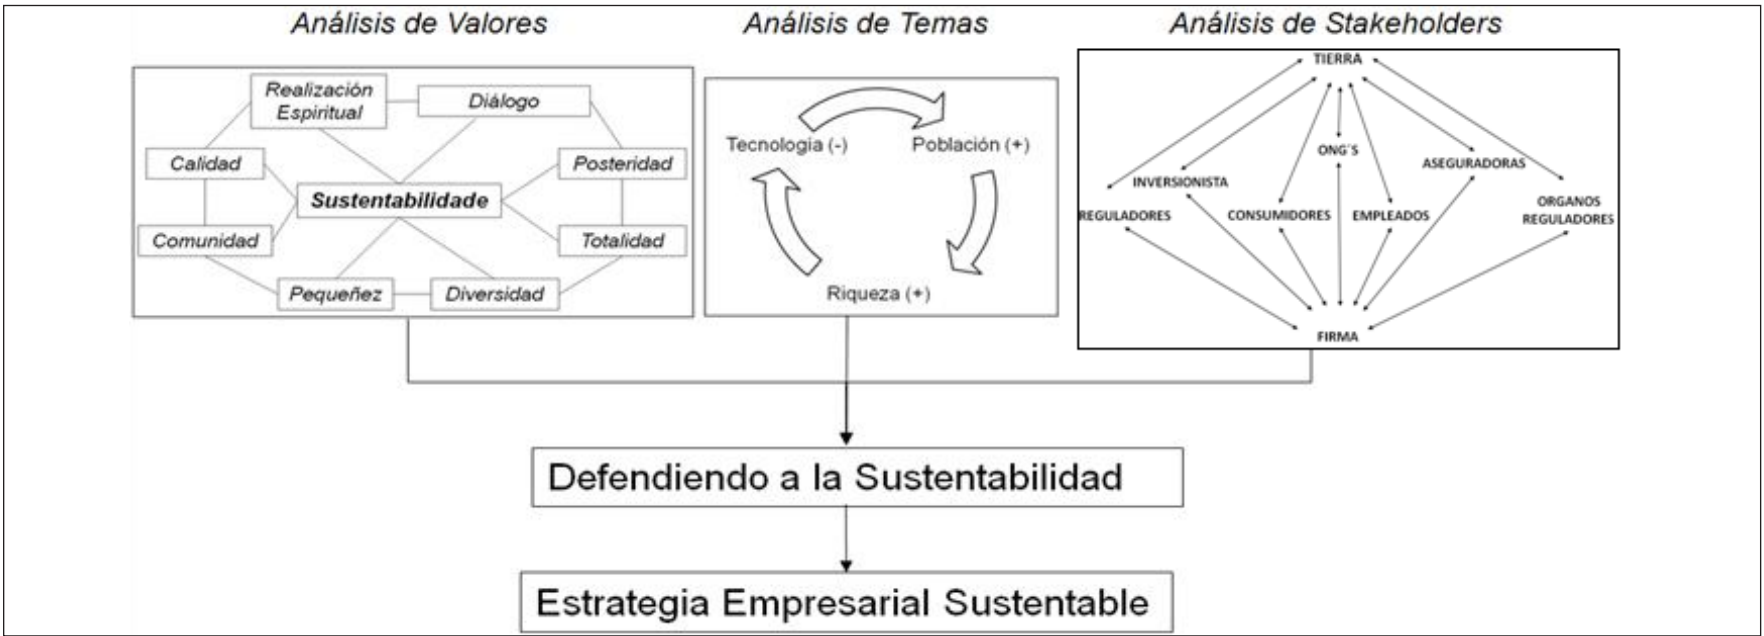 Análisis de Valores
Análisis de Temas
Análisis de Stakeholders
Realización
Espiritual
Diálogo
Calidad
Posteridad
Sustentabilidade
Comunidad
Totalidad
Pequeñez
Diversidad
Tecnologia (-)
Población (+)
Riqueza (+)
TIERRA
ONG´S
ASEGURADORAS
INVERSIONISTA
REGULADORES
CONSUMIDORES
EMPLEADOS
ORGANOS
REGULADORES
FIRMA
Defendiendo a la Sustentabilidad
Estrategia Empresarial Sustentable